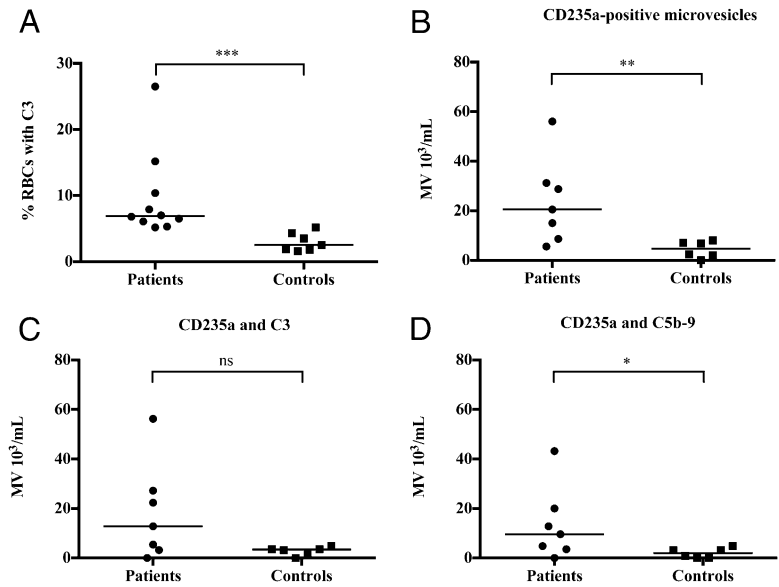 A
***
30
20
10
0
% RBCs with C3
Patients
Controls
B
CD235a-positive microvesicles
**
80
60
40
20
0
MV 10³/mL
Patients
Controls
C
CD235a and C3
ns
80
60
40
20
0
MV 10³/mL
Patients
Controls
D
CD235a and C5b-9
*
80
60
40
20
0
MV 10³/mL
Patients
Controls